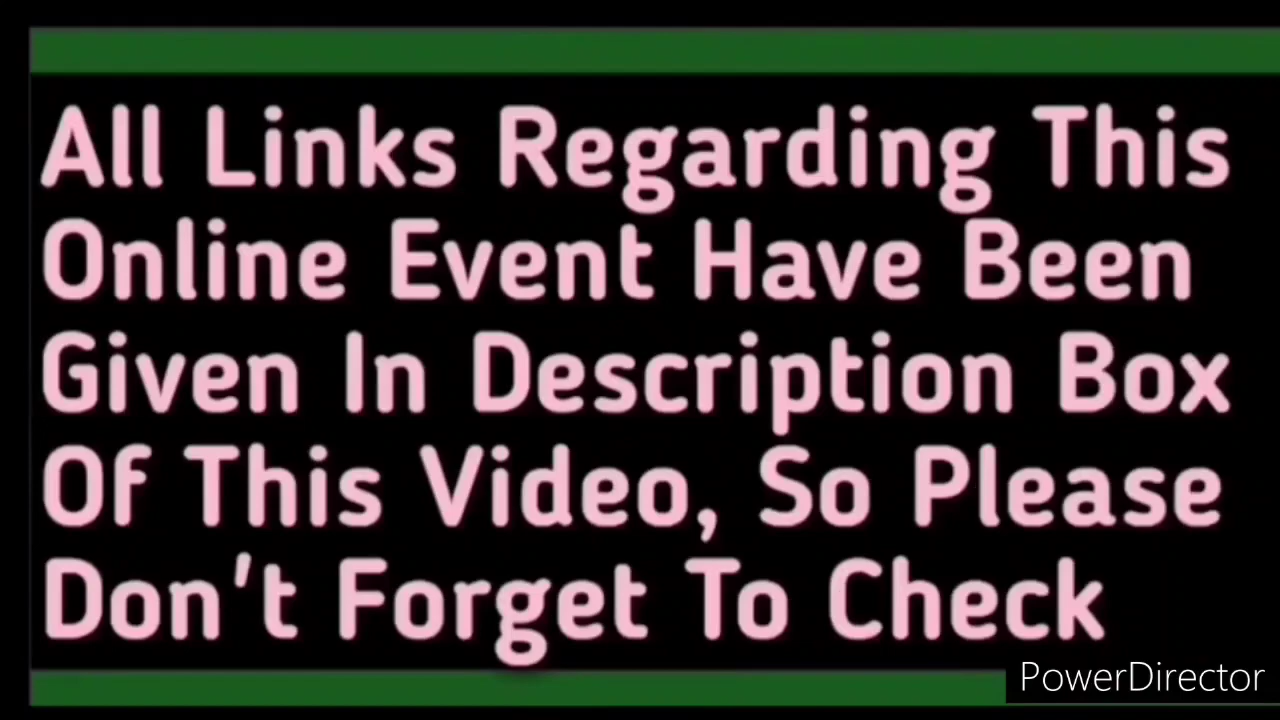 All Links Regarding This
Online Event Have Been
Given In Description Box
Of This Video, So Please
Don't Forget To Check
PowerDirector